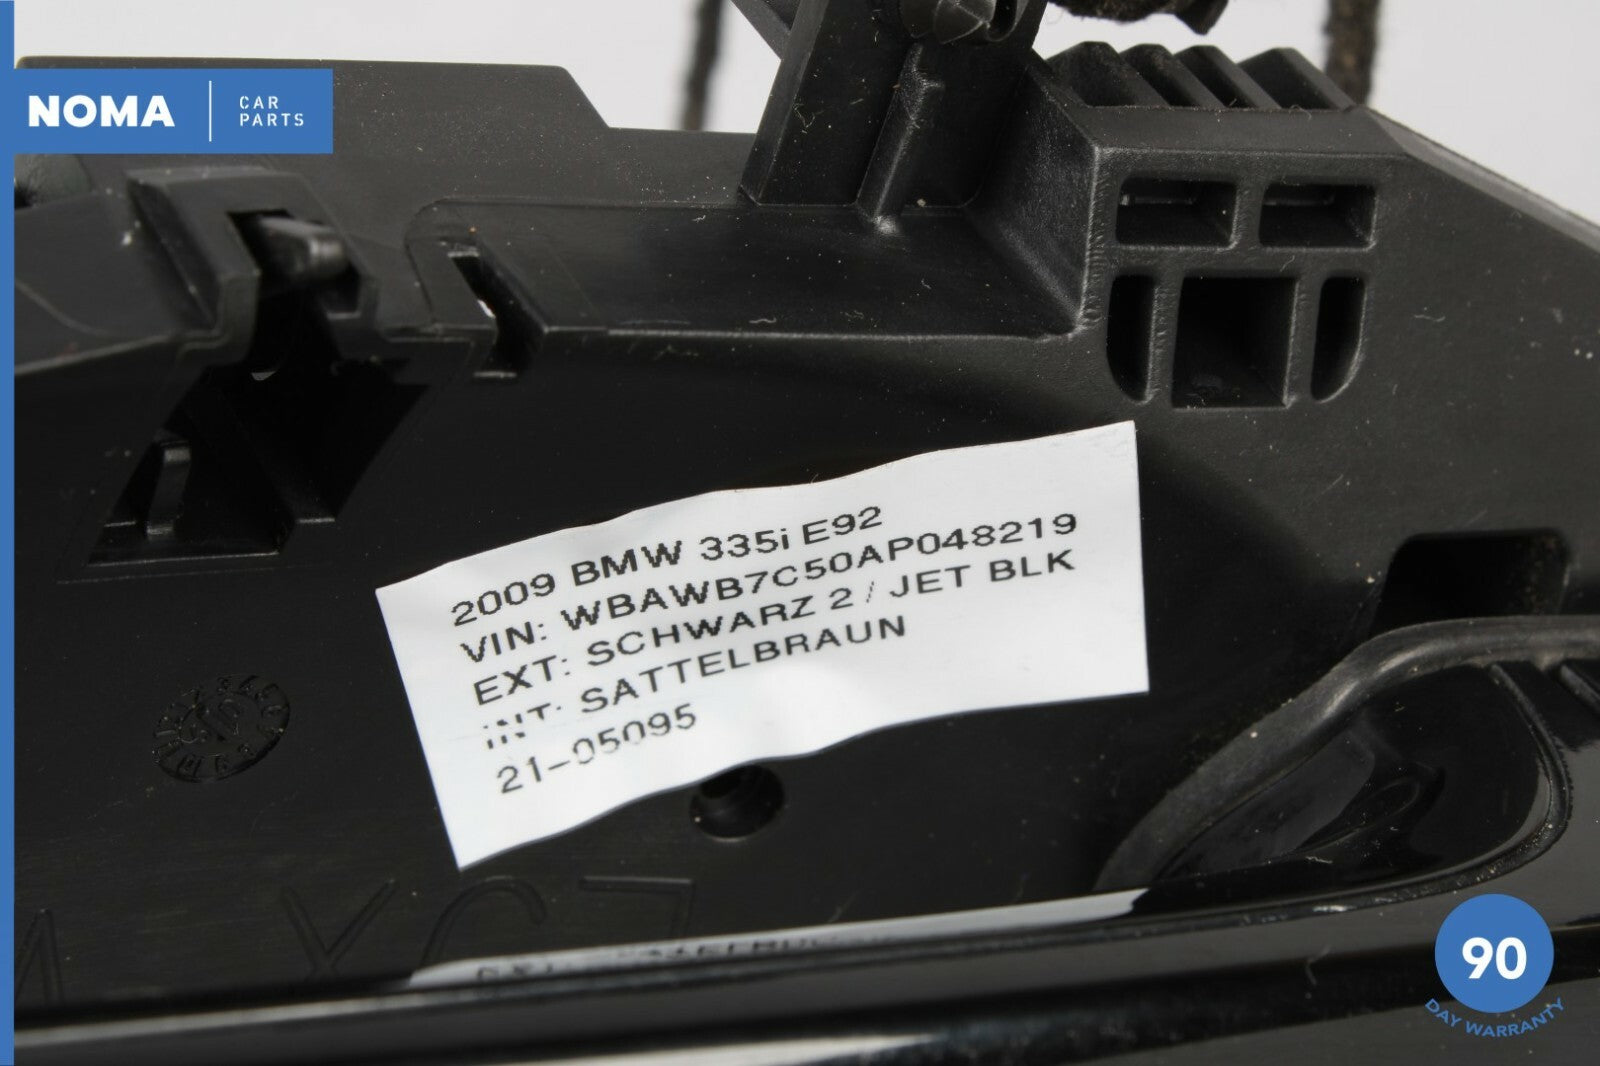 NOMA
CAR
PARTS
2009 BMW 335i E92
VIN: WBAWB7C50AP048219
EXT: SCHWARZ 2 / JET BLK
INT: SATTELBRAUN
21-05095
90
DAY WARRANTY